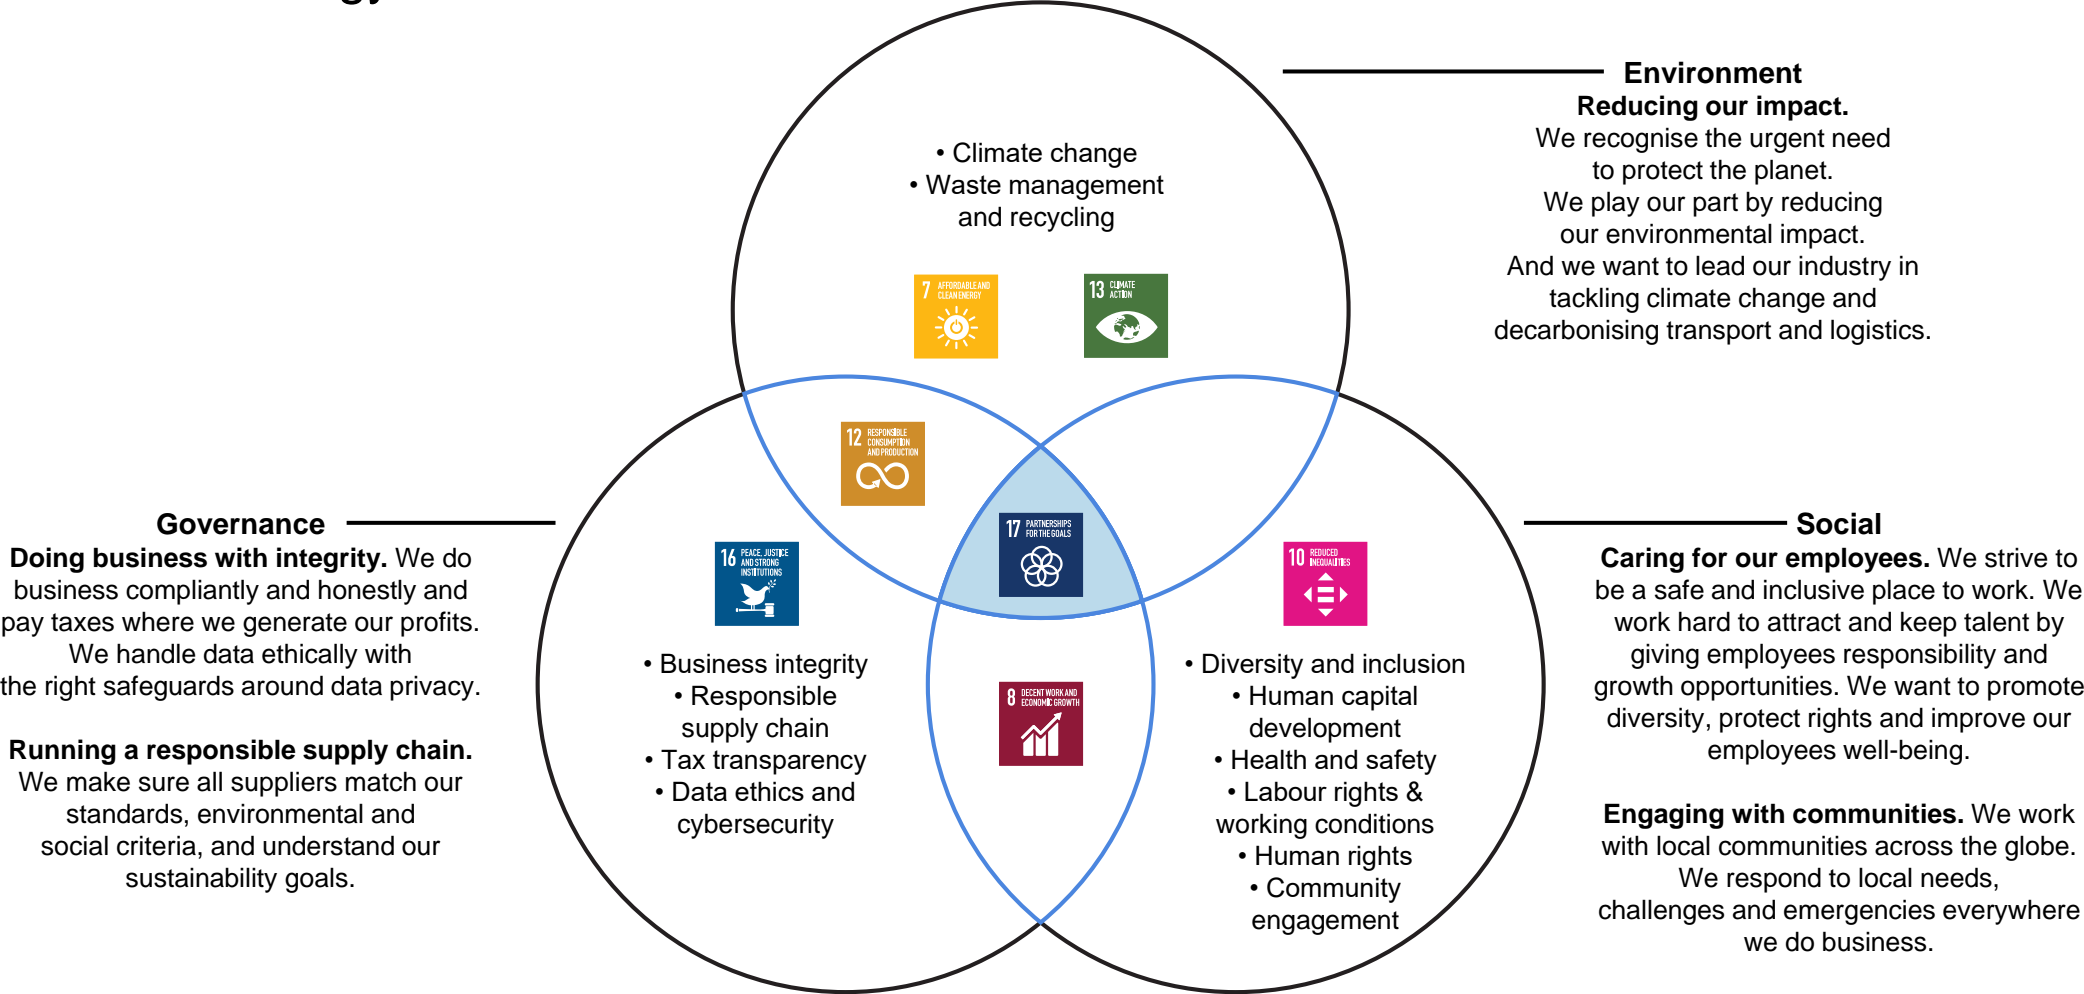 • Climate change
• Waste management
and recycling
7 AFFORDABLE AND
CLEAN ENERGY
13 CLIMATE
ACTION
Environment
Reducing our impact.
We recognise the urgent need
to protect the planet.
We play our part by reducing
our environmental impact.
And we want to lead our industry in
tackling climate change and
decarbonising transport and logistics.
12 RESPONSIBLE
CONSUMPTION
AND PRODUCTION
17 PARTNERSHIPS
FOR THE GOALS
Governance
Doing business with integrity. We do
business compliantly and honestly and
pay taxes where we generate our profits.
We handle data ethically with
the right safeguards around data privacy.
Running a responsible supply chain.
We make sure all suppliers match our
standards, environmental and
social criteria, and understand our
sustainability goals.
16 PEACE, JUSTICE
AND STRONG
INSTITUTIONS
• Business integrity
• Responsible
supply chain
• Tax transparency
• Data ethics and
cybersecurity
8 DECENT WORK AND
ECONOMIC GROWTH
10 REDUCED
INEQUALITIES
• Diversity and inclusion
• Human capital
development
• Health and safety
• Labour rights &
working conditions
• Human rights
• Community
engagement
Social
Caring for our employees. We strive to
be a safe and inclusive place to work. We
work hard to attract and keep talent by
giving employees responsibility and
growth opportunities. We want to promote
diversity, protect rights and improve our
employees well-being.
Engaging with communities. We work
with local communities across the globe.
We respond to local needs,
challenges and emergencies everywhere
we do business.